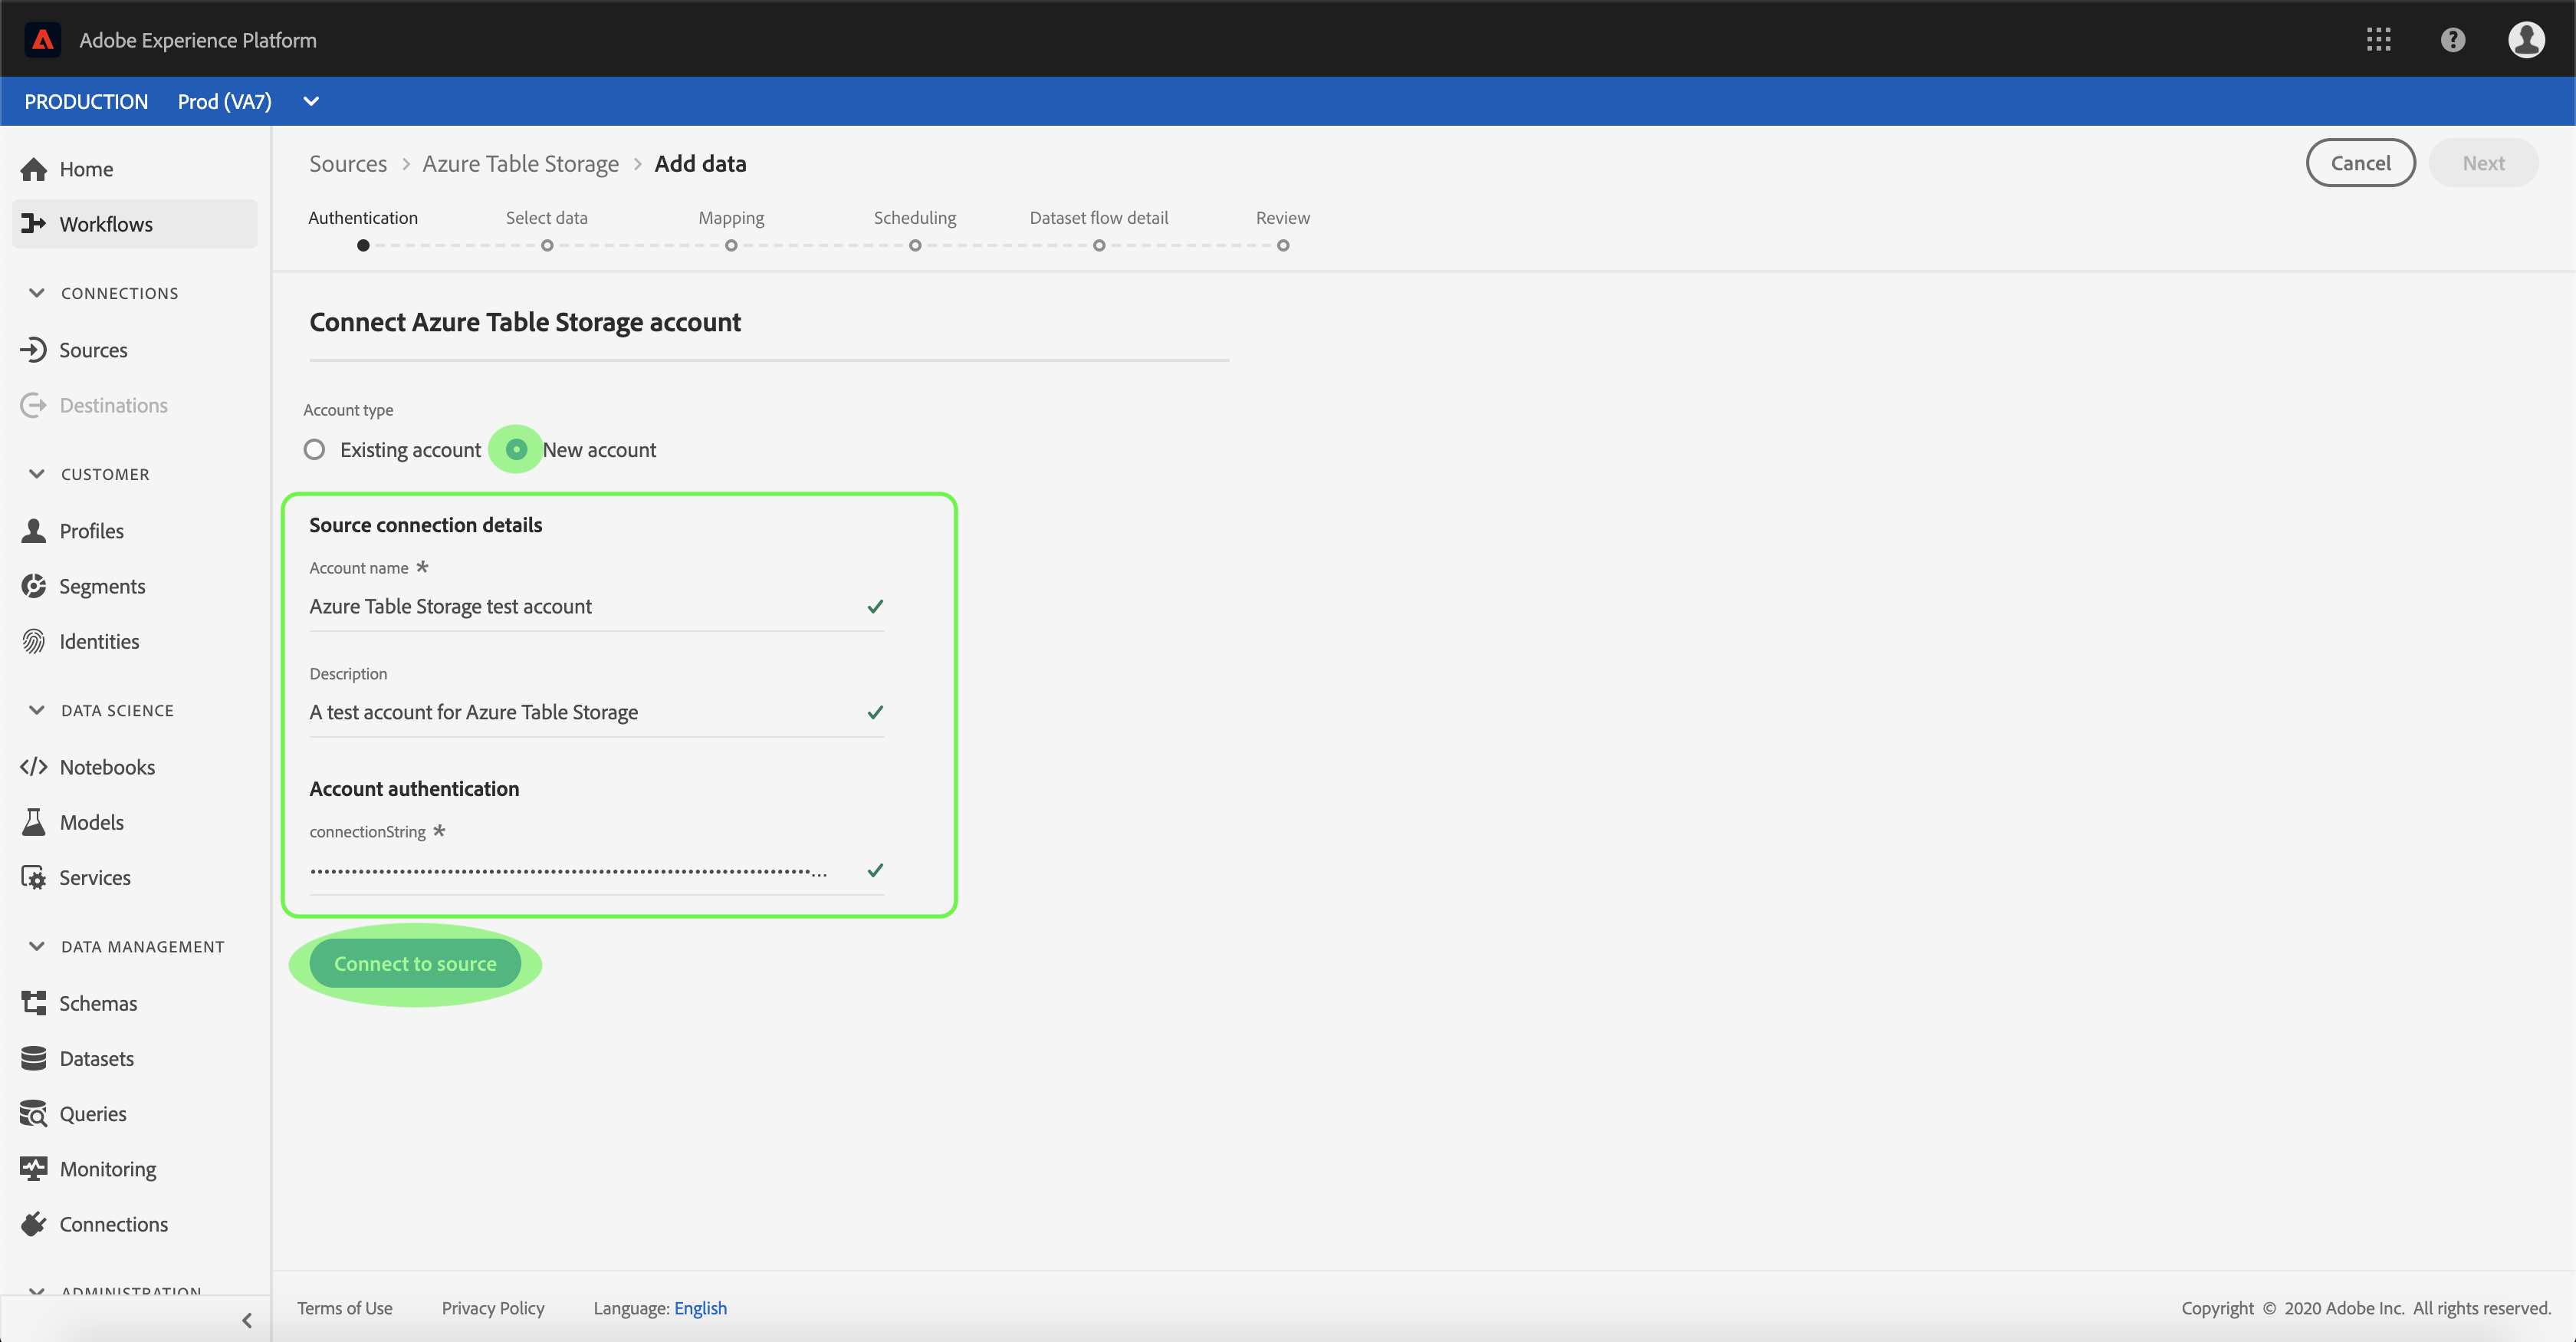 Adobe Experience Platform
PRODUCTION Prod (VA7)
Home
Workflows
CONNECTIONS
Sources
Destinations
CUSTOMER
Profiles
Segments
Identities
DATA SCIENCE
Notebooks
Models
Services
DATA MANAGEMENT
Schemas
Datasets
Queries
Monitoring
Connections
ADMINISTRATION
Sources > Azure Table Storage > Add data
Cancel
Next
Authentication
Select data
Mapping
Scheduling
Dataset flow detail
Review
Connect Azure Table Storage account
Account type
Existing account
New account
Source connection details
Account name *
Azure Table Storage test account
Description
A test account for Azure Table Storage
Account authentication
connectionString *
Connect to source
Terms of Use
Privacy Policy
Language: English
Copyright © 2020 Adobe Inc. All rights reserved.